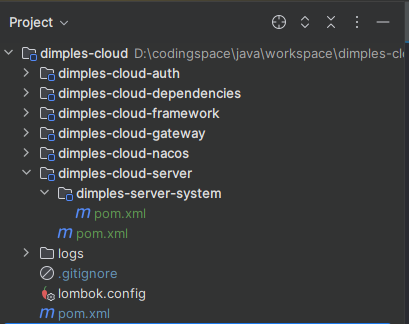 Project
dimples-cloud D:\codingspace\java\workspace\dimples-cl
dimples-cloud-auth
dimples-cloud-dependencies
dimples-cloud-framework
dimples-cloud-gateway
dimples-cloud-nacos
dimples-cloud-server
dimples-server-system
m pom.xml
m pom.xml
logs
.gitignore
lombok.config
m pom.xml